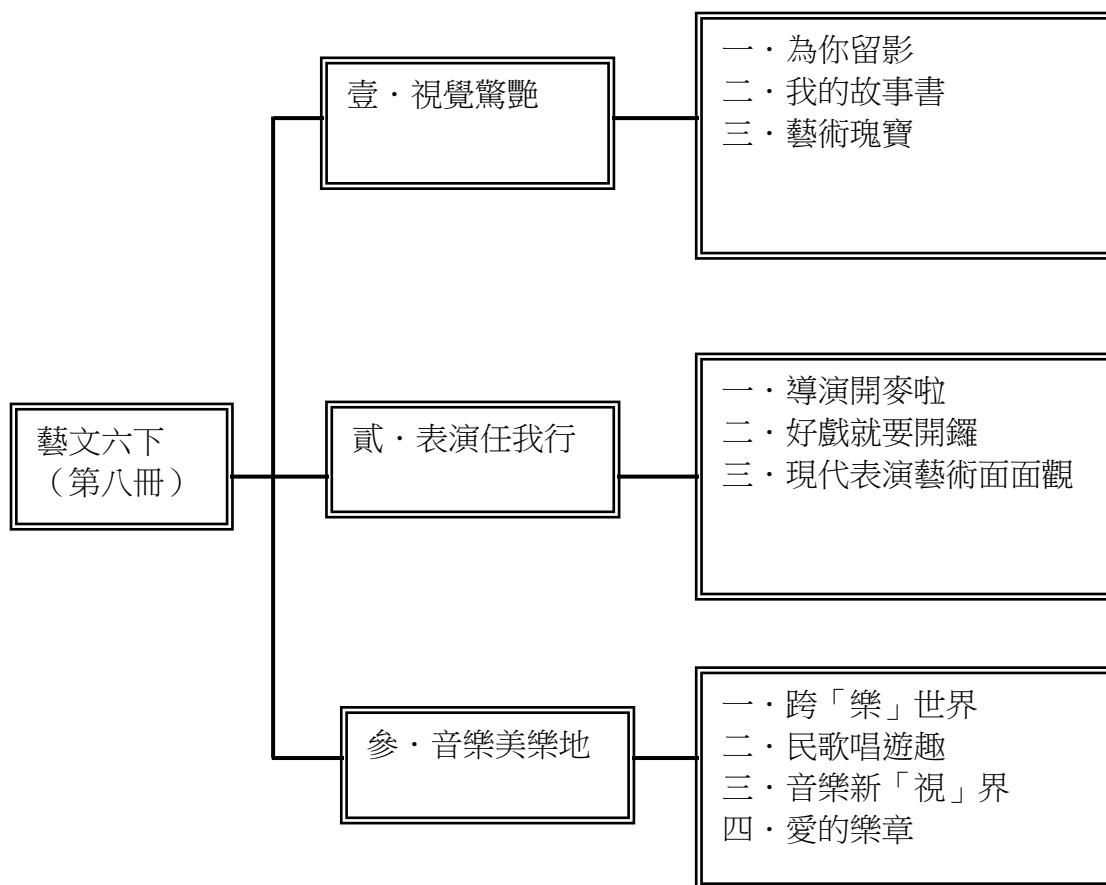 藝文六下
（第八冊）
壹．視覺驚艷
一．為你留影
二．我的故事書
三．藝術瑰寶
貳．表演任我行
一．導演開麥啦
二．好戲就要開鑼
三．現代表演藝術面面觀
參．音樂美樂地
一．跨「樂」世界
二．民歌唱遊趣
三．音樂新「視」界
四．愛的樂章